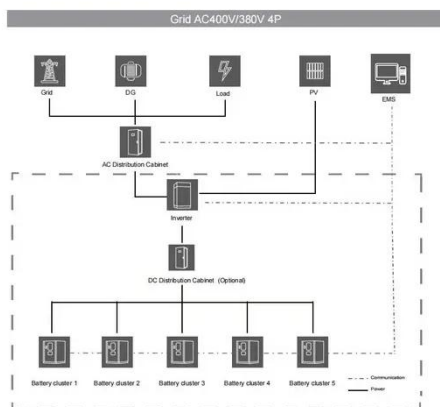 Grid AC400V/380V 4P
Grid
DG
Load
PV
EMS
AC Distribution Cabinet
Inverter
DC Distribution Cabinet (Optional)
Battery cluster 1
Battery cluster 2
Battery cluster 3
Battery cluster 4
Battery cluster 5
Communication
Power